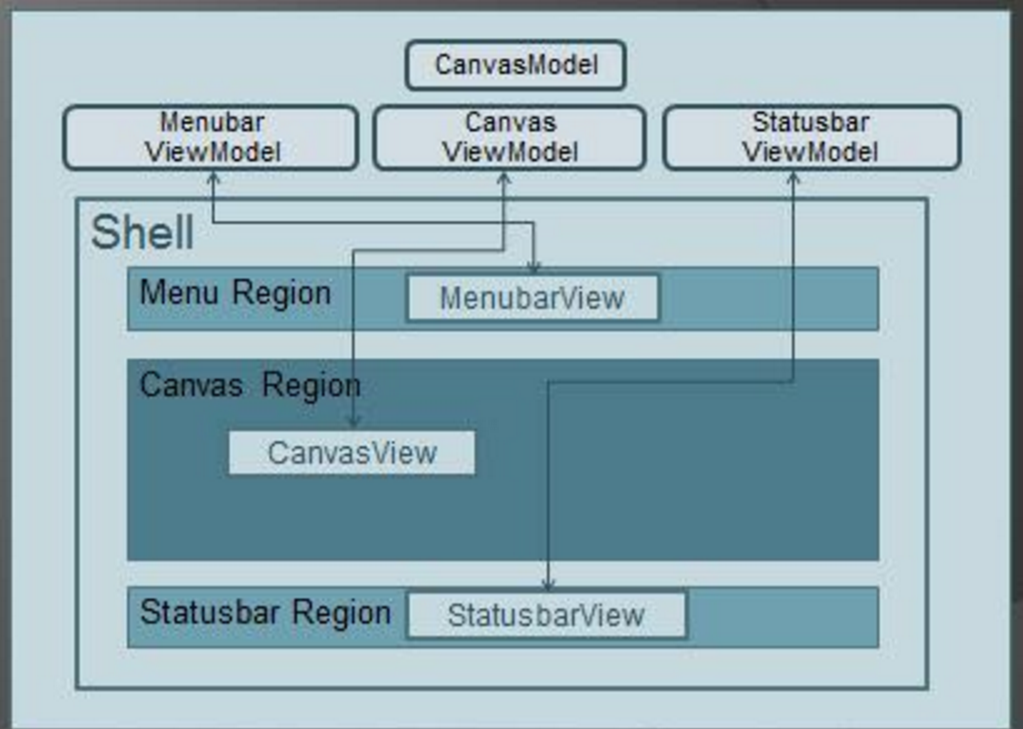 CanvasModel
Menubar
ViewModel
Canvas
ViewModel
Statusbar
ViewModel
Shell
Menu Region
MenubarView
Canvas Region
CanvasView
Statusbar Region
StatusbarView